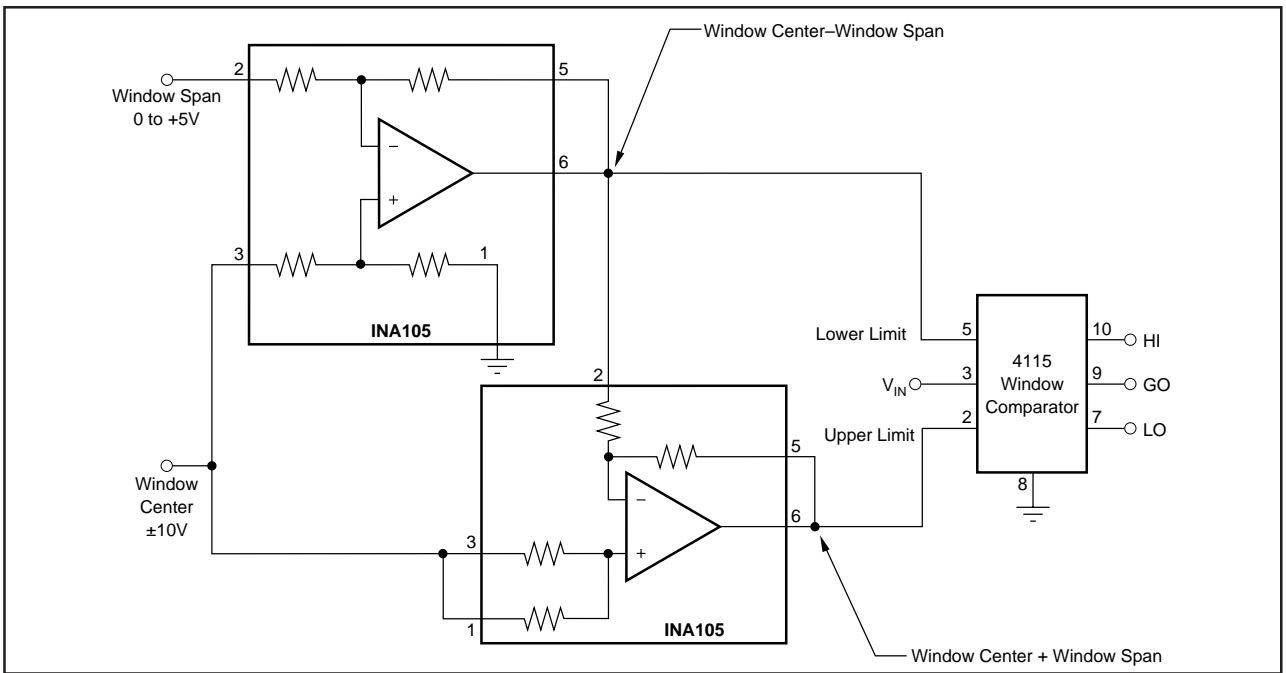 Window Center–Window Span
2
5
Window Span
0 to +5V
–
6
+
3
1
INA105
2
Lower Limit
5
10
HI
4115
Window
Comparator
V_IN
3
9
GO
Upper Limit
2
7
LO
5
8
Window
Center
±10V
–
6
3
+
1
INA105
Window Center + Window Span